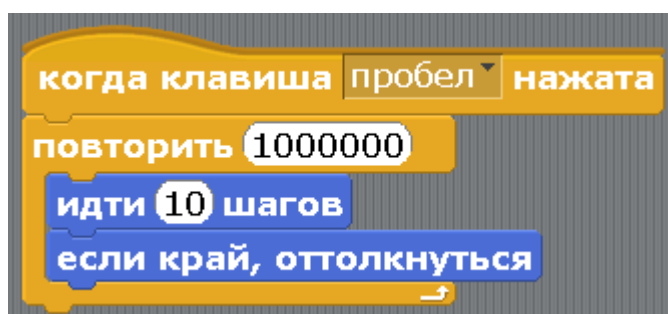 когда клавиша пробел нажата
повторить 1000000
идти 10 шагов
если край, оттолкнуться